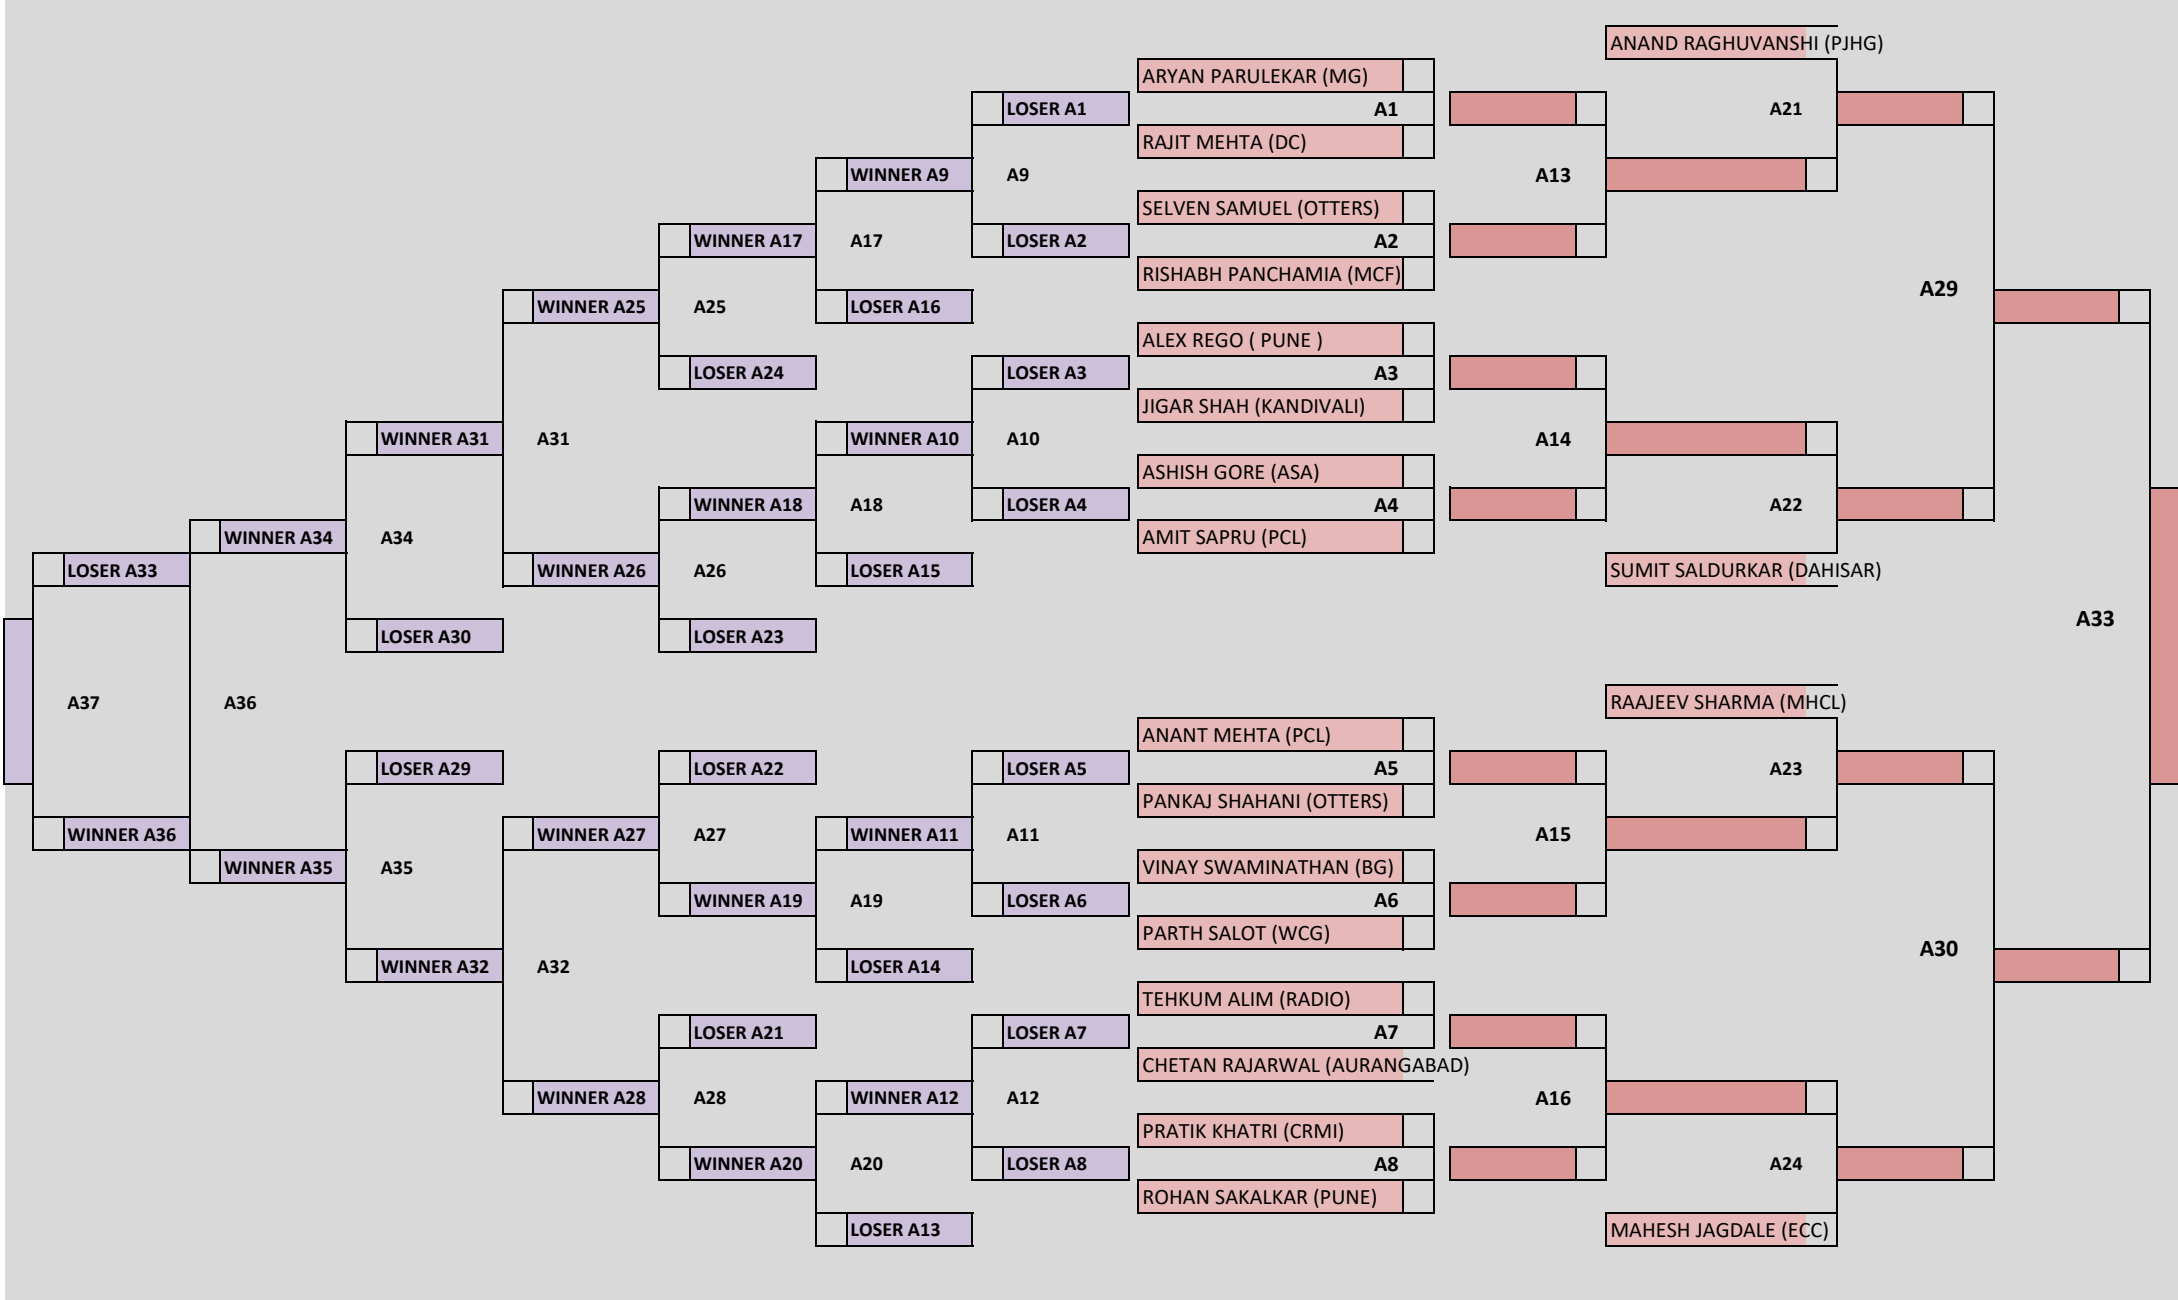 ANAND RAGHUVANSHI (PJHG)
ARYAN PARULEKAR (MG)
LOSER A1 A1 A21
RAJIT MEHTA (DC)
WINNER A9 A9 A13
SELVEN SAMUEL (OTTERS)
WINNER A17 A17 LOSER A2 A2
RISHABH PANCHAMIA (MCF)
A29
WINNER A25 A25 LOSER A16
ALEX REGO ( PUNE )
LOSER A24 LOSER A3 A3
JIGAR SHAH (KANDIVALI)
WINNER A31 A31 WINNER A10 A10 A14
ASHISH GORE (ASA)
WINNER A18 A18 LOSER A4 A4 A22
WINNER A34 A34 AMIT SAPRU (PCL)
LOSER A33 WINNER A26 A26 LOSER A15 SUMIT SALDURKAR (DAHISAR)
A33
LOSER A30 LOSER A23
A37 A36 RAAJEEV SHARMA (MHCL)
ANANT MEHTA (PCL)
LOSER A29 LOSER A22 LOSER A5 A5 A23
PANKAJ SHAHANI (OTTERS)
WINNER A36 WINNER A27 A27 WINNER A11 A11 A15
WINNER A35 A35 VINAY SWAMINATHAN (BG)
WINNER A19 A19 LOSER A6 A6
PARTH SALOT (WCG)
A30
WINNER A32 A32 LOSER A14
TEHKUM ALIM (RADIO)
LOSER A21 LOSER A7 A7
CHETAN RAJARWAL (AURANGABAD)
WINNER A28 A28 WINNER A12 A12 A16
PRATIK KHATRI (CRMI)
WINNER A20 A20 LOSER A8 A8 A24
ROHAN SAKALKAR (PUNE)
LOSER A13 MAHESH JAGDALE (ECC)